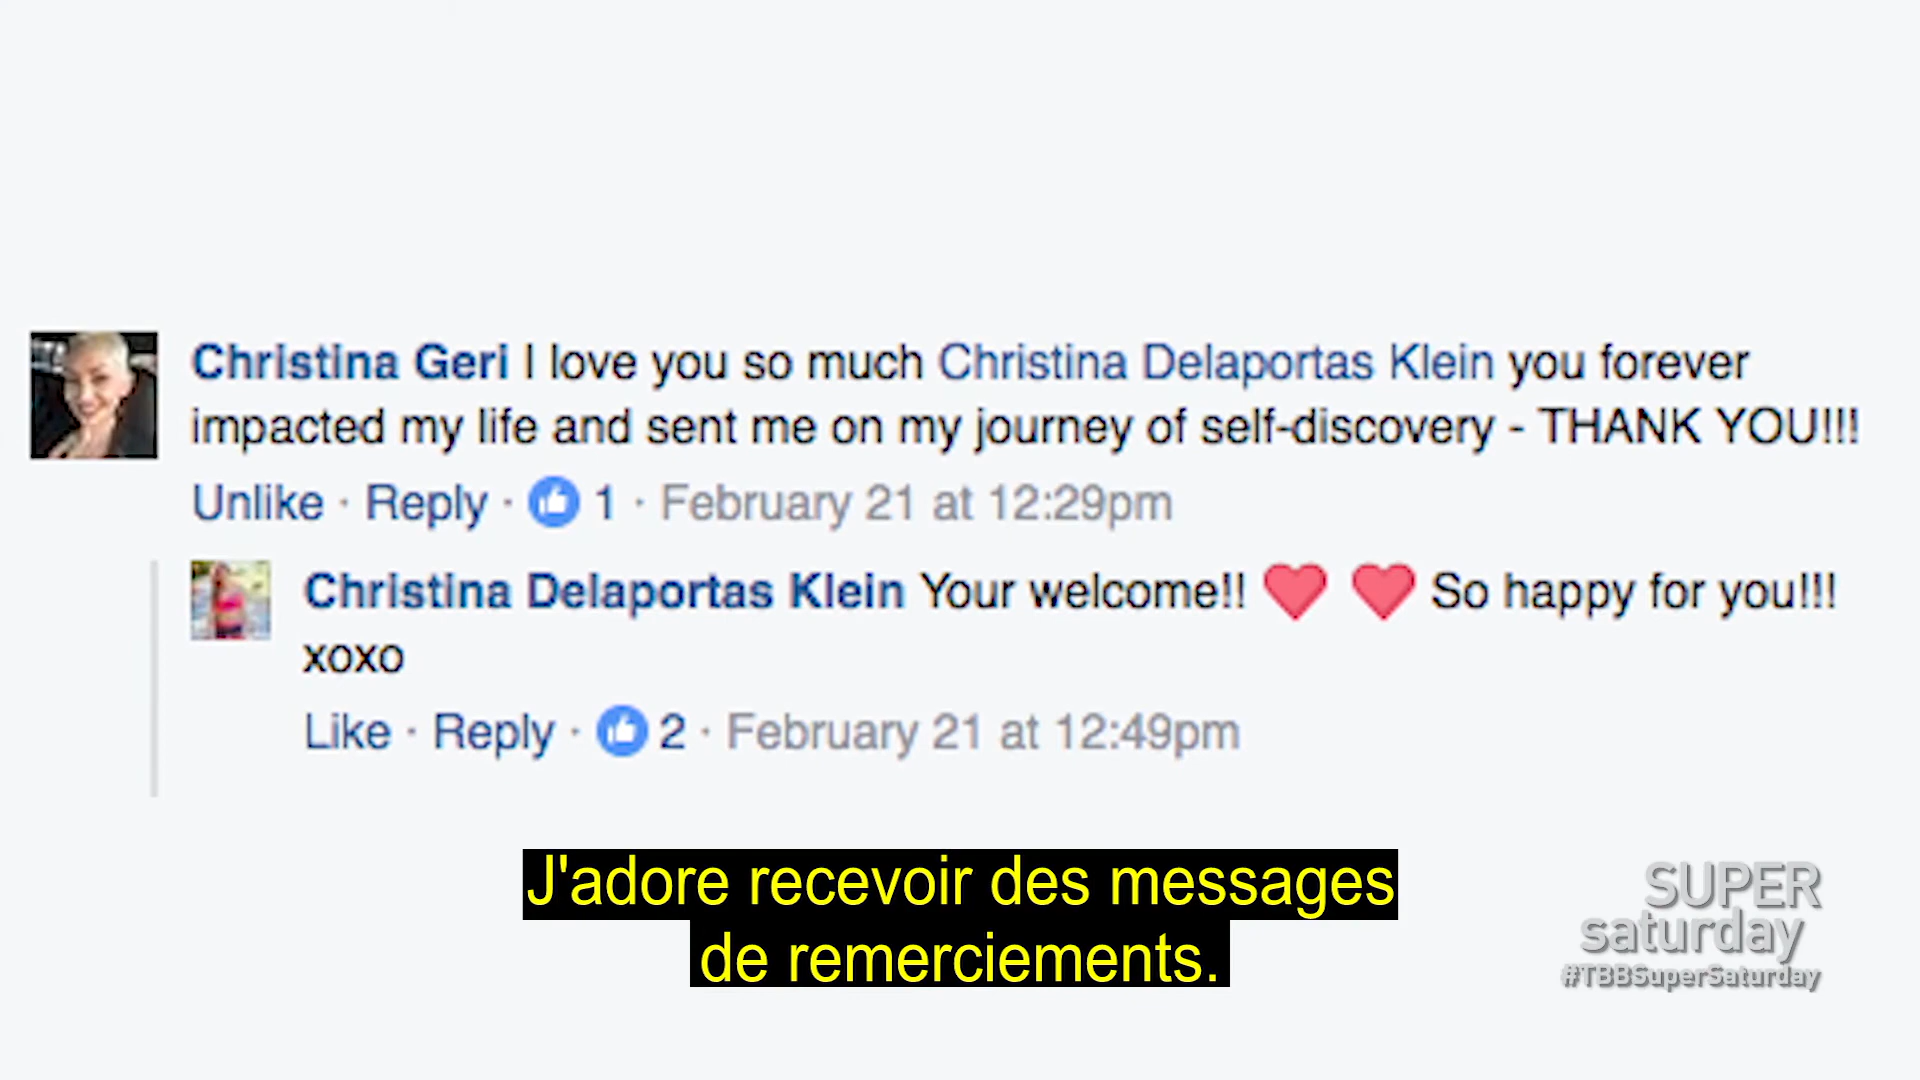 Christina Geri I love you so much Christina Delaportas Klein you forever
impacted my life and sent me on my journey of self-discovery - THANK YOU!!!
Unlike · Reply · 1 · February 21 at 12:29pm
Christina Delaportas Klein Your welcome!! ❤ ❤ So happy for you!!!
xoxo
Like · Reply · 2 · February 21 at 12:49pm
J'adore recevoir des messages
de remerciements.
SUPER
saturday
#TBBSuperSaturday